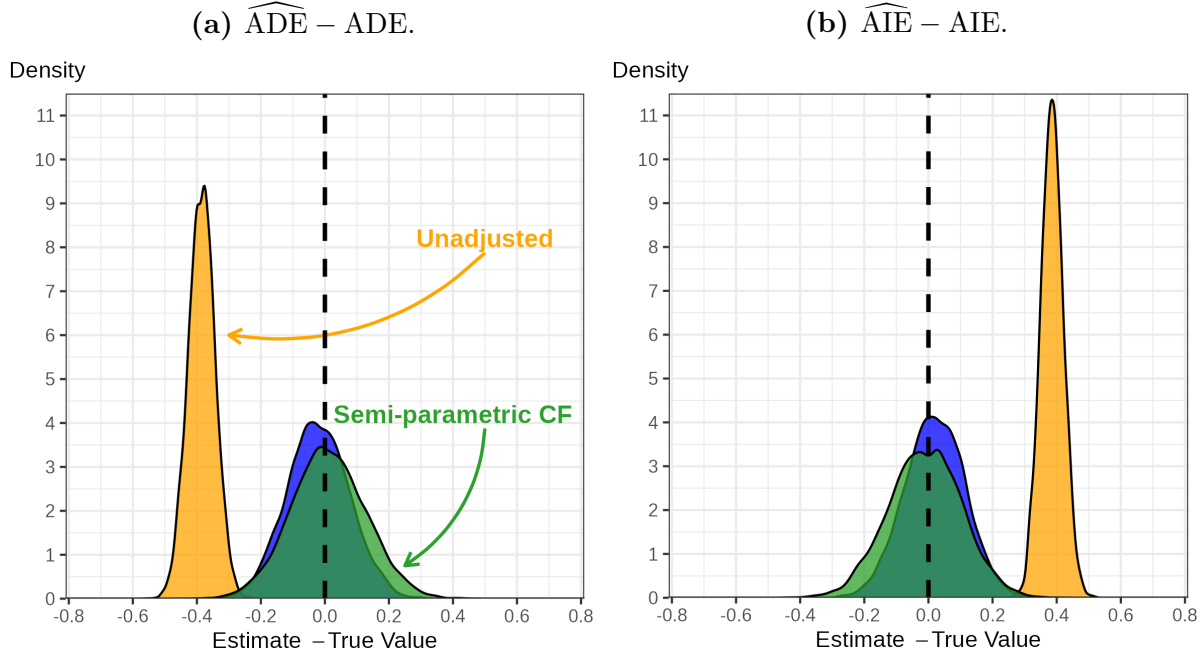 (a) $\widehat{\text{ADE}}$ − ADE.
Density
11
10
9
8
7
6
5
4
3
2
1
0
-0.8 -0.6 -0.4 -0.2 0.0 0.2 0.4 0.6 0.8
Estimate − True Value
Unadjusted
Semi-parametric CF
(b) $\widehat{\text{AIE}}$ − AIE.
Density
11
10
9
8
7
6
5
4
3
2
1
0
-0.8 -0.6 -0.4 -0.2 0.0 0.2 0.4 0.6 0.8
Estimate − True Value